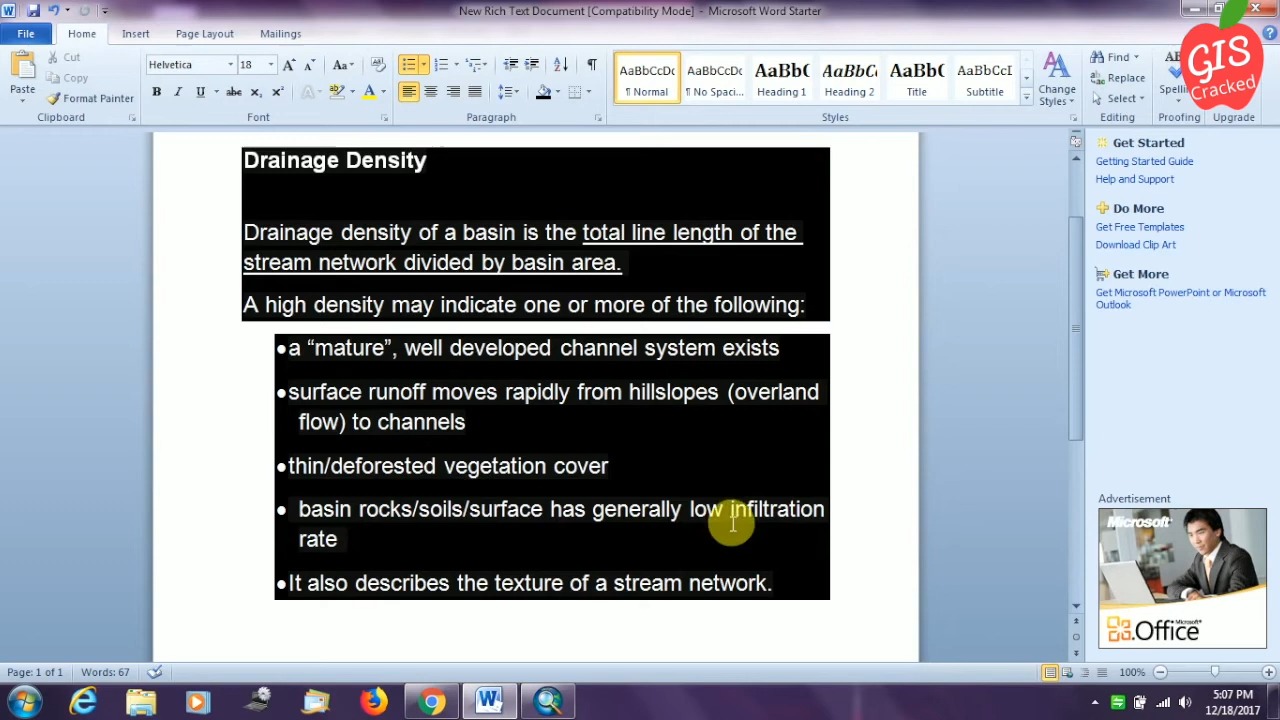 New Rich Text Document [Compatibility Mode] - Microsoft Word Starter
File Home Insert Page Layout Mailings
Paste
Cut
Copy
Format Painter
Clipboard
Helvetica 18
Font
Paragraph
AaBbCcDc AaBbCcDc AaBbC AaBbCc AaBbC AaBbCcI
¶ Normal ¶ No Spaci... Heading 1 Heading 2 Title Subtitle
Change
Styles
Styles
Find
Replace
Select
Editing
Spelling
Proofing Upgrade
GIS
Cracked
Drainage Density
Drainage density of a basin is the total line length of the
stream network divided by basin area.
A high density may indicate one or more of the following:
•a “mature”, well developed channel system exists
•surface runoff moves rapidly from hillslopes (overland
flow) to channels
•thin/deforested vegetation cover
• basin rocks/soils/surface has generally low infiltration
rate
•It also describes the texture of a stream network.
Get Started
Getting Started Guide
Help and Support
Do More
Get Free Templates
Download Clip Art
Get More
Get Microsoft PowerPoint or Microsoft
Outlook
Advertisement
Microsoft
Office
Page: 1 of 1 Words: 67 100%
5:07 PM
12/18/2017